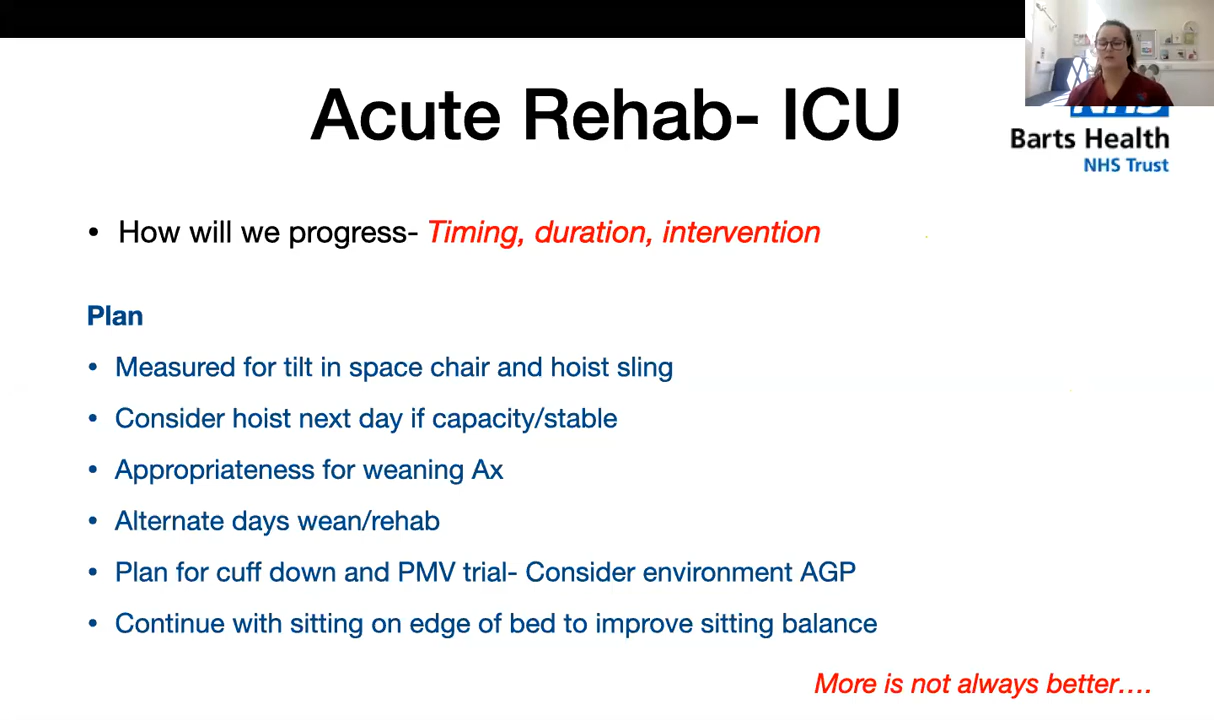 Acute Rehab- ICU
NHS
Barts Health
NHS Trust
• How will we progress- Timing, duration, intervention
Plan
• Measured for tilt in space chair and hoist sling
• Consider hoist next day if capacity/stable
• Appropriateness for weaning Ax
• Alternate days wean/rehab
• Plan for cuff down and PMV trial- Consider environment AGP
• Continue with sitting on edge of bed to improve sitting balance
More is not always better….